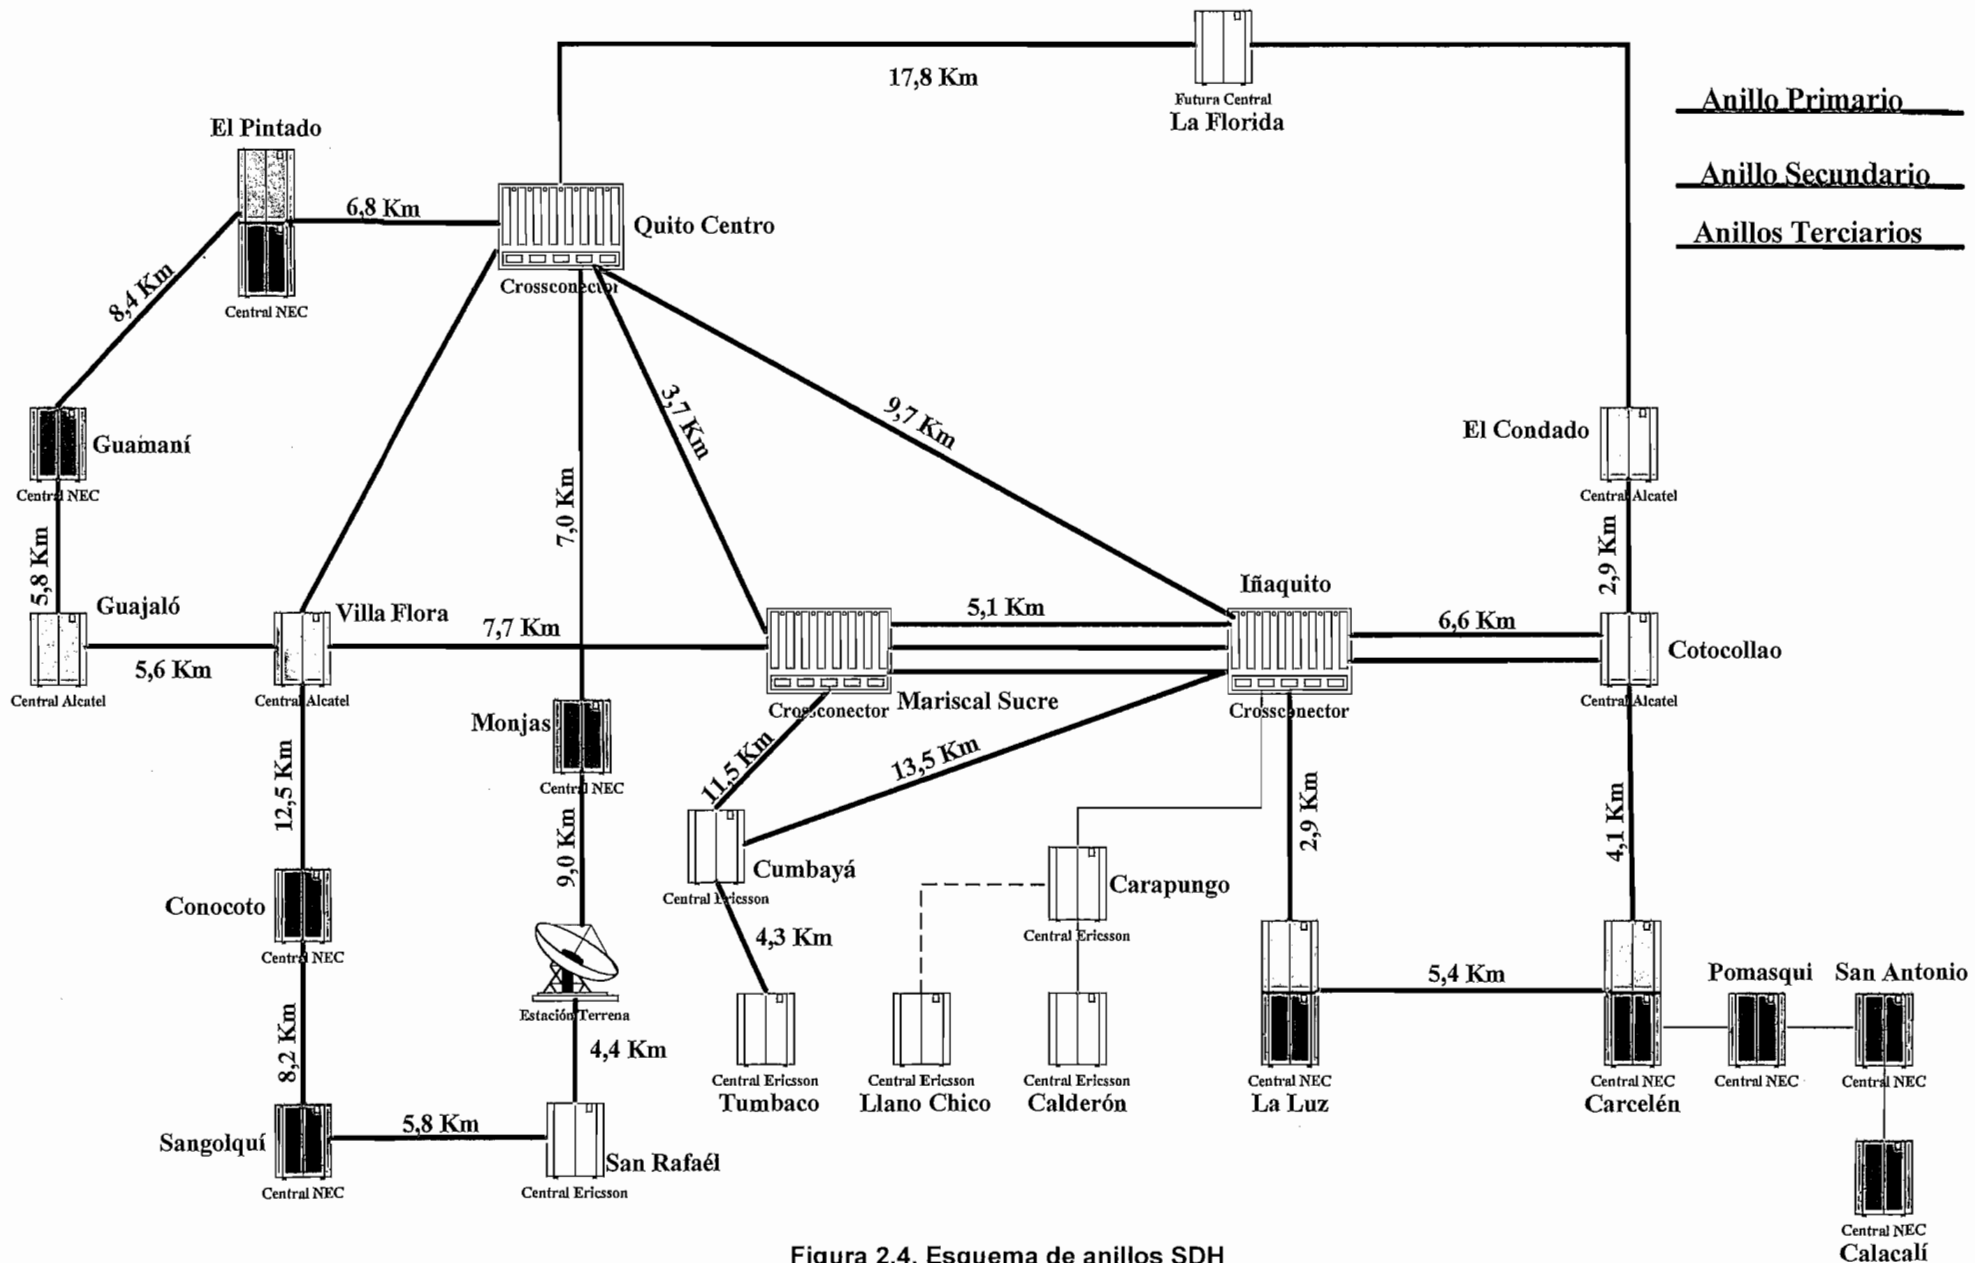 17,8 Km
Futura Central
La Florida
Anillo Primario
Anillo Secundario
Anillos Terciarios
El Pintado
Central NEC
6,8 Km
Quito Centro
Crossconector
8,4 Km
3,7 Km
9,7 Km
7,0 Km
Guamaní
Central NEC
5,8 Km
El Condado
Central Alcatel
2,9 Km
Guajaló
Central Alcatel
5,6 Km
Villa Flora
Central Alcatel
7,7 Km
5,1 Km
Iñaquito
Crossconector
6,6 Km
Cotocollao
Central Alcatel
Mariscal Sucre
Crossconector
Monjas
Central NEC
12,5 Km
9,0 Km
11,5 Km
13,5 Km
2,9 Km
4,1 Km
Cumbayá
Central Ericsson
Carapungo
Central Ericsson
Conocoto
Central NEC
4,3 Km
Estación Terrena
4,4 Km
8,2 Km
5,4 Km
Pomasqui
Central NEC
San Antonio
Central NEC
Central Ericsson
Tumbaco
Central Ericsson
Llano Chico
Central Ericsson
Calderón
Central NEC
La Luz
Central NEC
Carcelén
Sangolquí
Central NEC
5,8 Km
San Rafaél
Central Ericsson
Central NEC
Calacalí
Figura 2.4. Esquema de anillos SDH